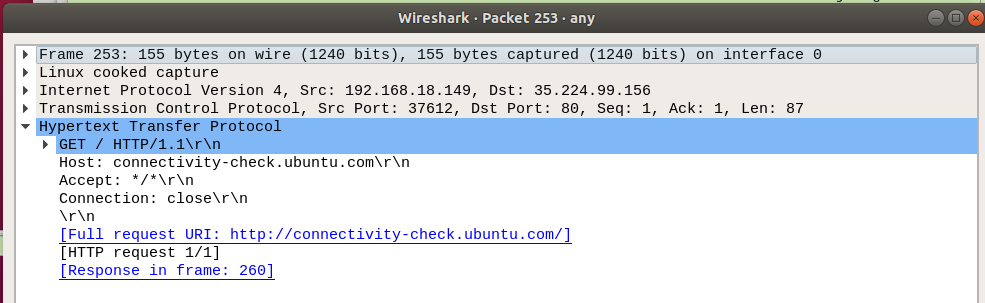 Wireshark · Packet 253 · any
Frame 253: 155 bytes on wire (1240 bits), 155 bytes captured (1240 bits) on interface 0
Linux cooked capture
Internet Protocol Version 4, Src: 192.168.18.149, Dst: 35.224.99.156
Transmission Control Protocol, Src Port: 37612, Dst Port: 80, Seq: 1, Ack: 1, Len: 87
Hypertext Transfer Protocol
GET / HTTP/1.1\r\n
Host: connectivity-check.ubuntu.com\r\n
Accept: */*\r\n
Connection: close\r\n
\r\n
[Full request URI: http://connectivity-check.ubuntu.com/]
[HTTP request 1/1]
[Response in frame: 260]